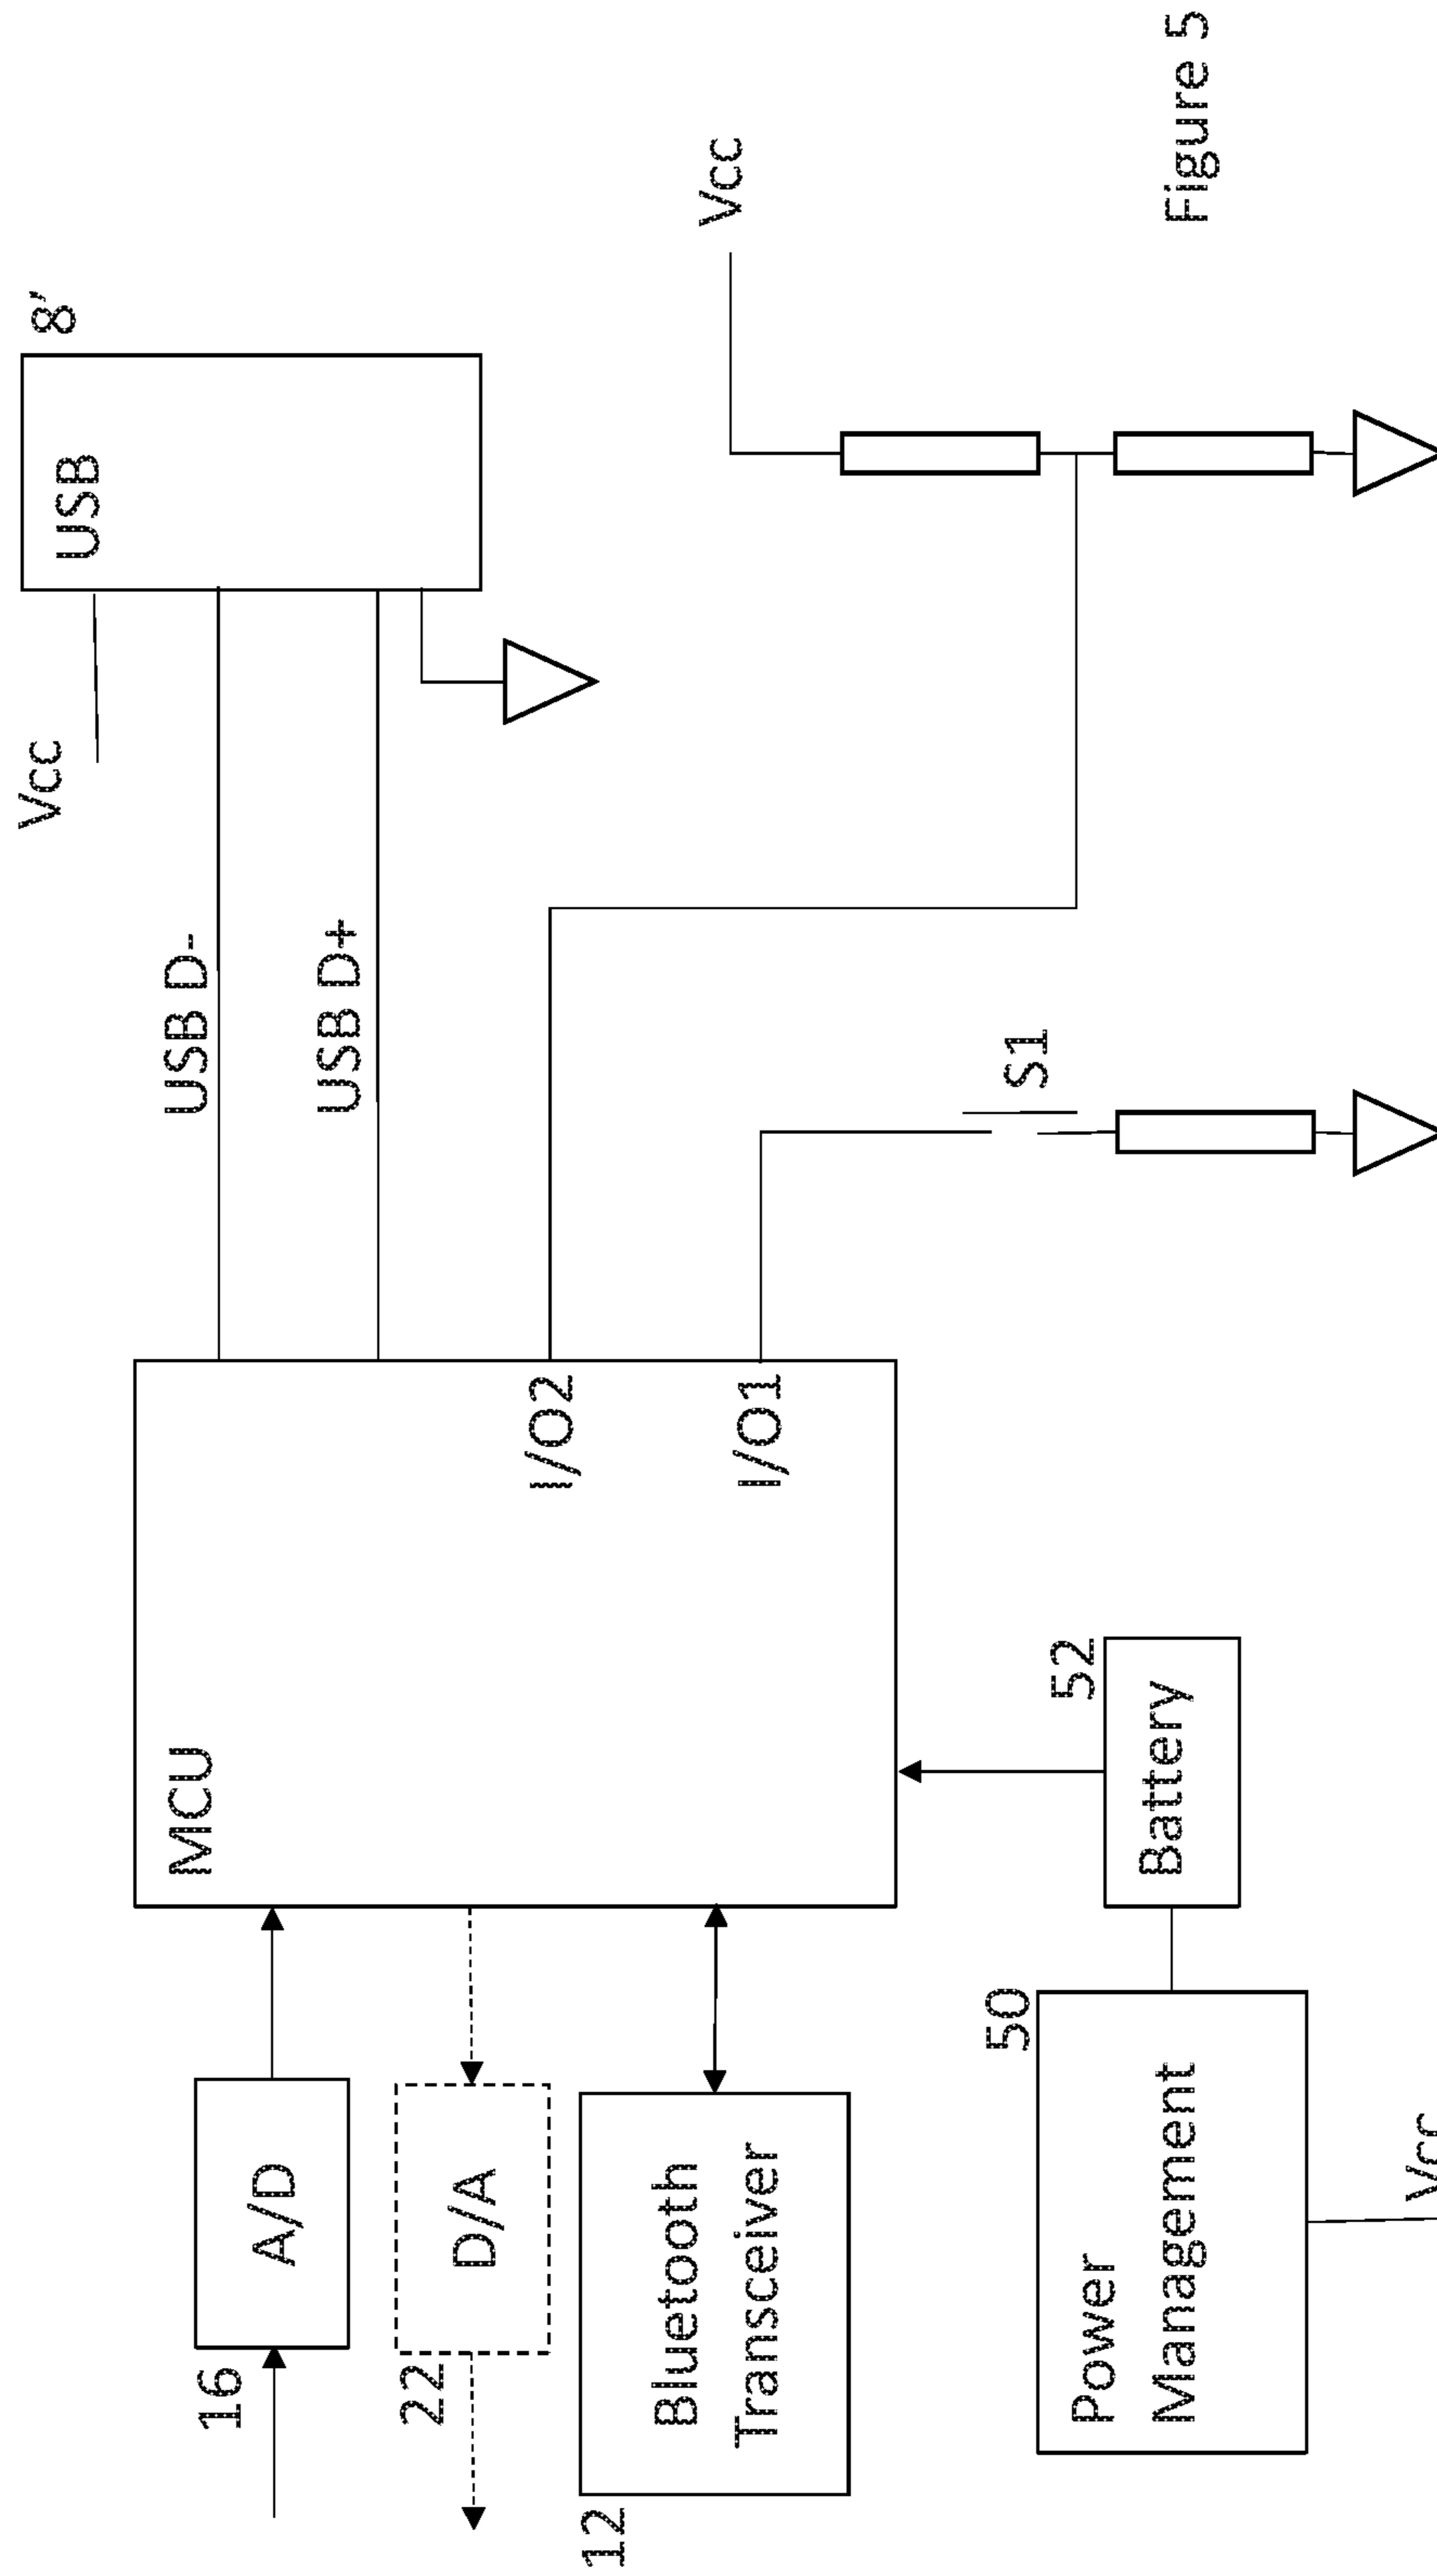 8’
USB
Vcc
USB D-
USB D+
Vcc
Figure 5
S1
MCU
I/O2
I/O1
16
A/D
22
D/A
12
Bluetooth
Transceiver
52
Battery
50
Power
Management
Vcc